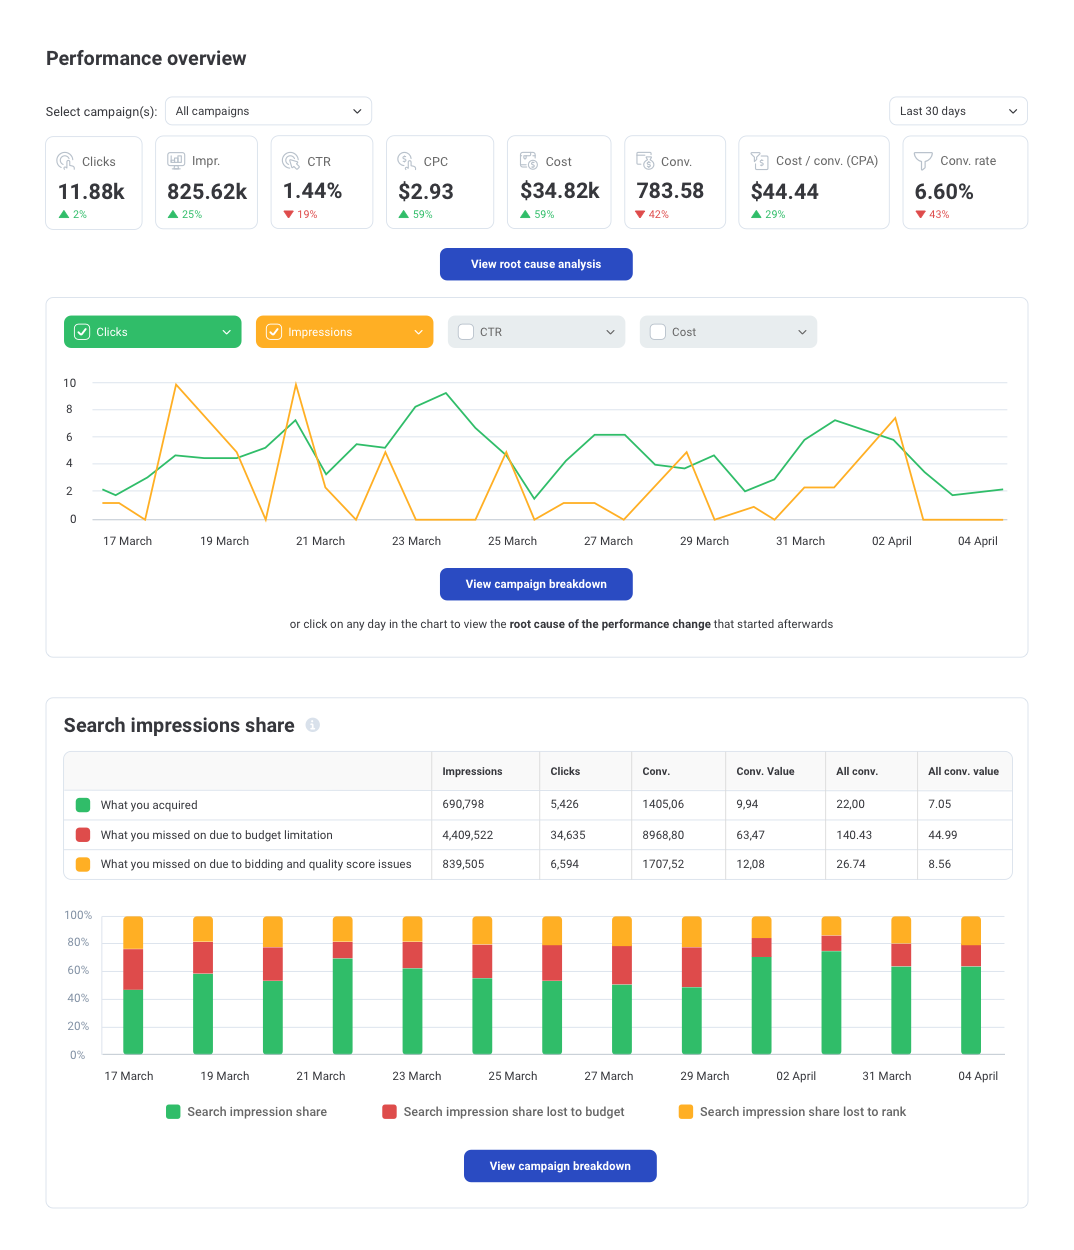 Performance overview
Select campaign(s): All campaigns Last 30 days
Clicks Impr. CTR CPC Cost Conv. Cost / conv. (CPA) Conv. rate
11.88k 825.62k 1.44% $2.93 $34.82k 783.58 $44.44 6.60%
2% 25% 19% 59% 59% 42% 29% 43%
View root cause analysis
Clicks Impressions CTR Cost
10
8
6
4
2
0
17 March 19 March 21 March 23 March 25 March 27 March 29 March 31 March 02 April 04 April
View campaign breakdown
or click on any day in the chart to view the root cause of the performance change that started afterwards
Search impressions share
Impressions Clicks Conv. Conv. Value All conv. All conv. value
What you acquired 690,798 5,426 1405,06 9,94 22,00 7.05
What you missed on due to budget limitation 4,409,522 34,635 8968,80 63,47 140.43 44.99
What you missed on due to bidding and quality score issues 839,505 6,594 1707,52 12,08 26.74 8.56
100%
80%
60%
40%
20%
0%
17 March 19 March 21 March 23 March 25 March 27 March 29 March 02 April 31 March 04 April
Search impression share Search impression share lost to budget Search impression share lost to rank
View campaign breakdown